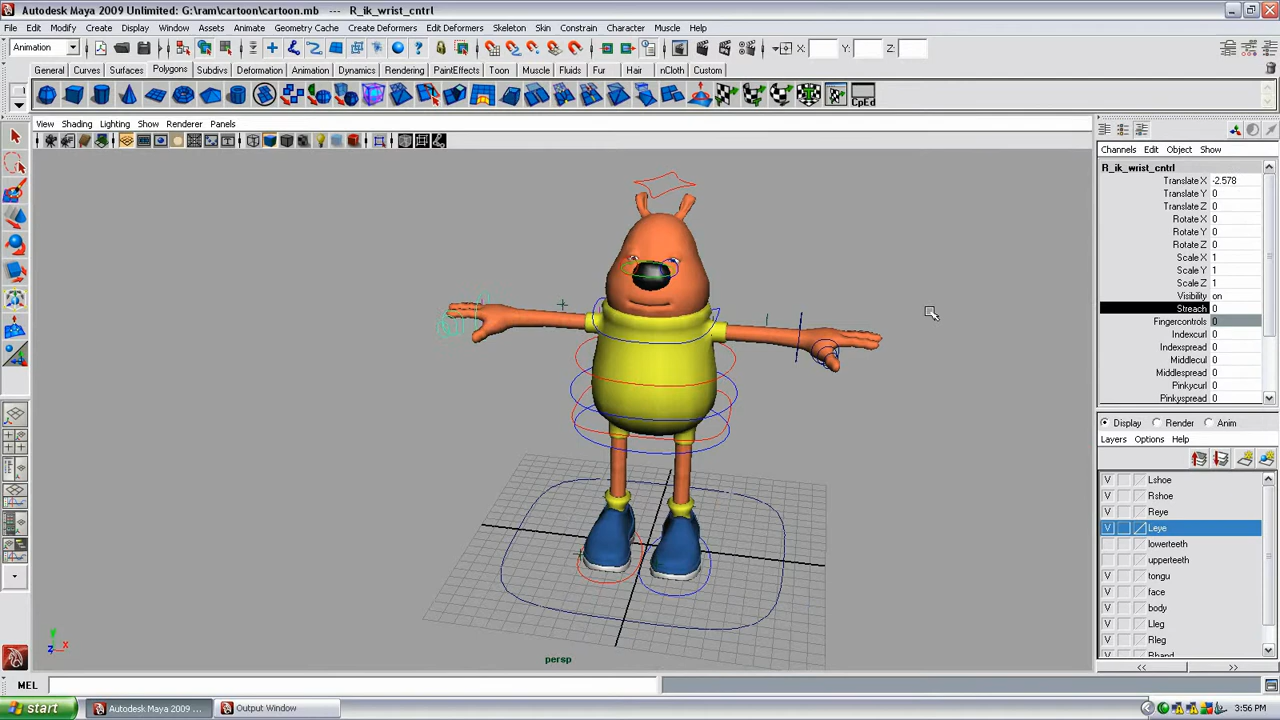 Autodesk Maya 2009 Unlimited: G:\ram\cartoon\cartoon.mb --- R_ik_wrist_cntrl
File Edit Modify Create Display Window Assets Animate Geometry Cache Create Deformers Edit Deformers Skeleton Skin Constrain Character Muscle Help
Animation X: Y: Z:
General Curves Surfaces Polygons Subdivs Deformation Animation Dynamics Rendering PaintEffects Toon Muscle Fluids Fur Hair nCloth Custom
CpEd
View Shading Lighting Show Renderer Panels
Channels Edit Object Show
R_ik_wrist_cntrl
Translate X -2.578
Translate Y 0
Translate Z 0
Rotate X 0
Rotate Y 0
Rotate Z 0
Scale X 1
Scale Y 1
Scale Z 1
Visibility on
Streach 0
Fingercontrols 0
Indexcurl 0
Indexspread 0
Middlecul 0
Middlespread 0
Pinkycurl 0
Pinkyspread 0
Display Render Anim
Layers Options Help
V Lshoe
V Rshoe
V Reye
V Leye
lowerteeth
upperteeth
V tongu
V face
V body
V Lleg
V Rleg
Rhand
<< >>
y
x
z
persp
MEL
start Autodesk Maya 2009 ... Output Window 3:56 PM